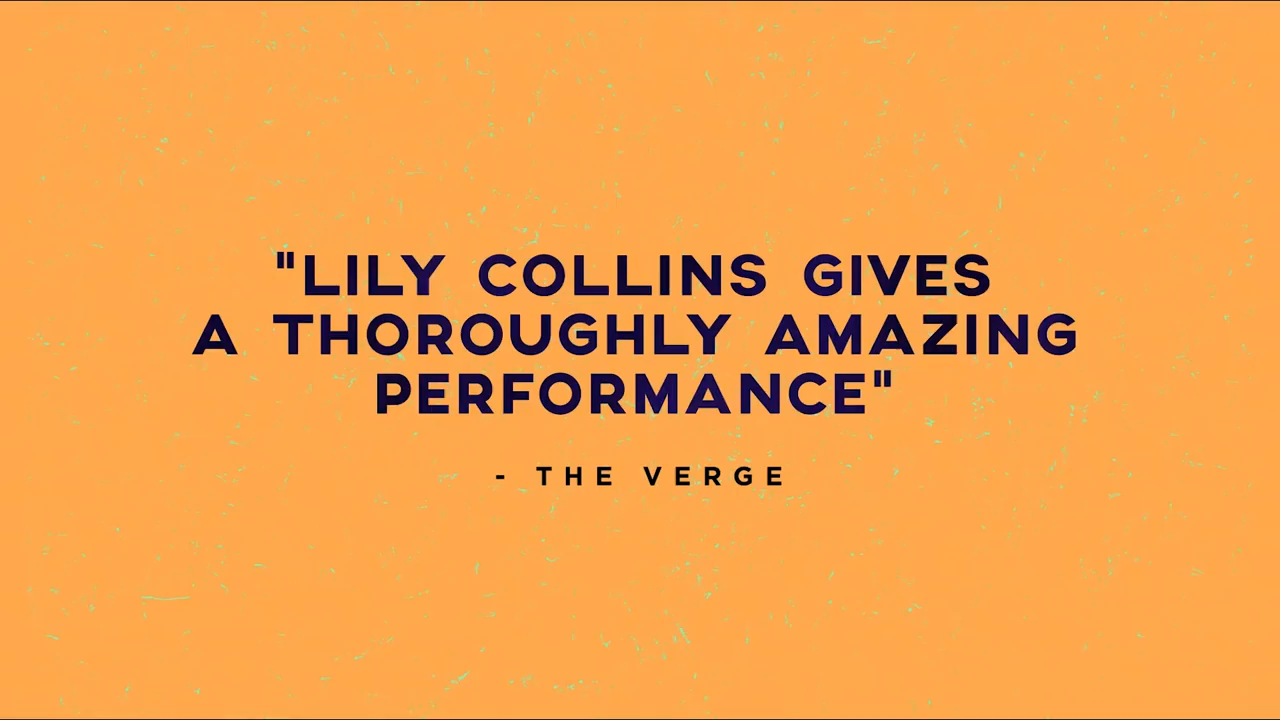 "LILY COLLINS GIVES
A THOROUGHLY AMAZING
PERFORMANCE"
- THE VERGE